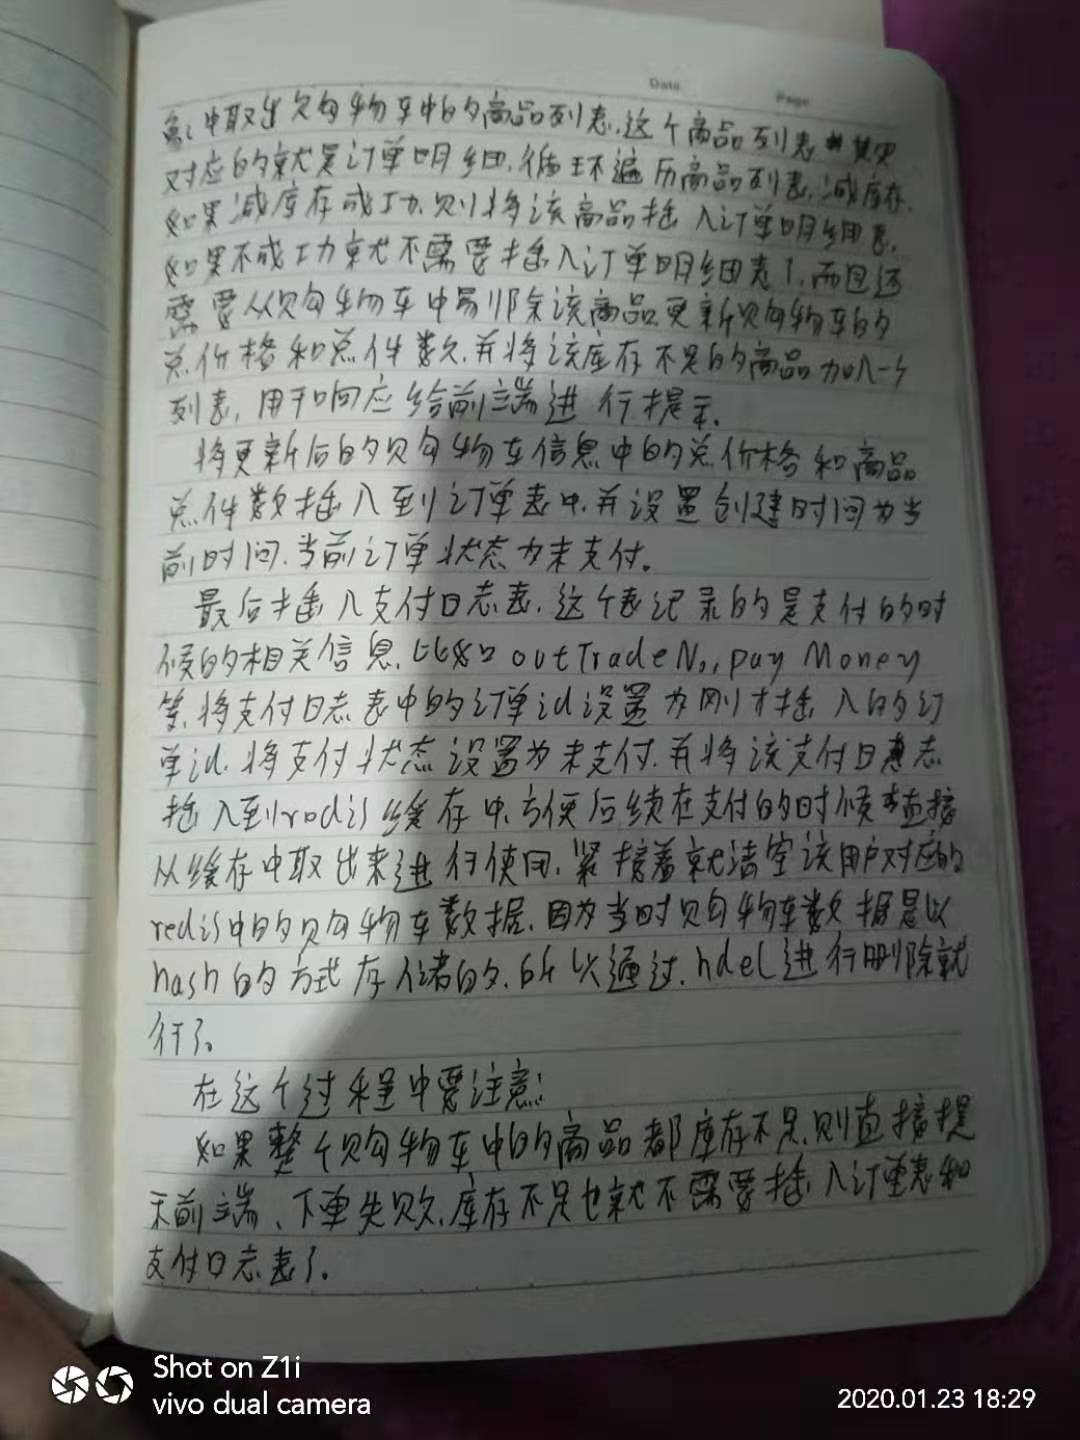 Date
Page
中取出购物车中的商品列表,这个商品列表其实
对应的就是订单明细,循环遍历商品列表,减库存,
如果减库存成功,则将该商品插入订单明细表,
如果不成功就不需要插入订单明细表了,而且还
需要从购物车中删除该商品,更新购物车的
总价格和总件数,并将该库存不足的商品加入一个
列表,用于响应给前端进行提示。
将更新后的购物车信息中的总价格和商品
总件数插入到订单表中,并设置创建时间为当
前时间,当前订单状态为未支付。
最后插入支付日志表,这个表记录的是支付的时
候的相关信息,比如outTradeNo,payMoney
等,将支付日志表中的订单id设置为刚才插入的订
单id,将支付状态设置为未支付,并将该支付日志
插入到redis缓存中,方便后续在支付的时候直接
从缓存中取出来进行使用,紧接着就清空该用户对应的
redis中的购物车数据,因为当时购物车数据是以
hash的方式存储的,所以通过,hdel进行删除就
行了。
在这个过程中要注意:
如果整个购物车中的商品都库存不足,则直接提
示前端、下单失败,库存不足也就不需要插入订单表和
支付日志表了。
Shot on Z1i
vivo dual camera
2020.01.23 18:29